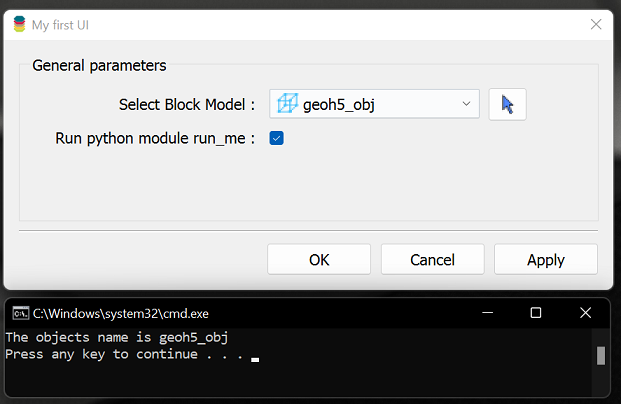 My first UI
General parameters
Select Block Model : geoh5_obj
Run python module run_me :
OK Cancel Apply
C:\Windows\system32\cmd.exe
The objects name is geoh5_obj
Press any key to continue . . .